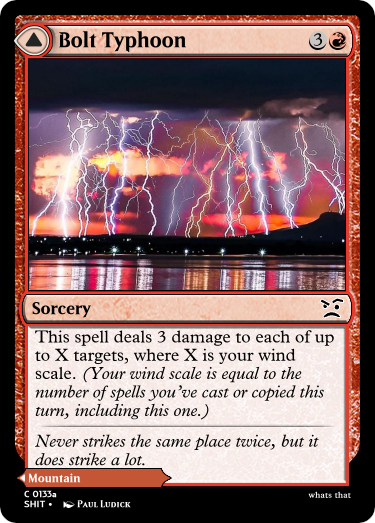 Bolt Typhoon 3
Sorcery
This spell deals 3 damage to each of up
to X targets, where X is your wind
scale. (Your wind scale is equal to the
number of spells you've cast or copied this
turn, including this one.)
Never strikes the same place twice, but it
does strike a lot.
Mountain
C 0133a
SHIT • Paul Ludick
whats that